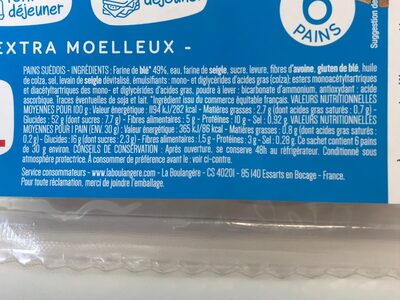 déjeuner
déjeuner
6
PAINS
Suggestion de
EXTRA MOELLEUX -
PAINS SUÉDOIS - INGRÉDIENTS : Farine de blé* 49%, eau, farine de seigle, sucre, levure, fibres d'avoine, gluten de blé, huile
de colza, sel, levain de seigle dévitalisé, émulsifiants : mono- et diglycérides d'acides gras (colza); esters monoacétyltartriques
et diacétyltartriques des mono- et diglycérides d'acides gras, poudre à lever : bicarbonate d'ammonium, antioxydant : acide
ascorbique. Traces éventuelles de soja et lait. *Ingrédient issu du commerce équitable français. VALEURS NUTRITIONNELLES
MOYENNES POUR 100 g : Valeur énergétique : 1194 kJ/282 kcal - Matières grasses : 2.7 g (dont acides gras saturés : 0.7 g) -
Glucides : 52 g (dont sucres : 7.7 g) - Fibres alimentaires : 5 g - Protéines : 10 g - Sel : 0.92 g. VALEURS NUTRITIONNELLES
MOYENNES POUR 1 PAIN (ENV. 30 g) : Valeur énergétique : 365 kJ/86 kcal - Matières grasses : 0.8 g (dont acides gras saturés :
0.2 g) - Glucides : 16 g (dont sucres : 2.3 g) - Fibres alimentaires : 1.5 g - Protéines : 3 g - Sel : 0.28 g. Ce sachet contient 6 pains
de 30 g environ. CONSEILS DE CONSERVATION : Après ouverture, se conserve 48h au réfrigérateur. Conditionné sous
atmosphère protectrice. À consommer de préférence avant le : voir ci-contre.
Service consommateurs - www.laboulangere.com - La Boulangère - CS 40201 - 85 140 Essarts en Bocage - France.
Pour toute réclamation, merci de joindre l'emballage.